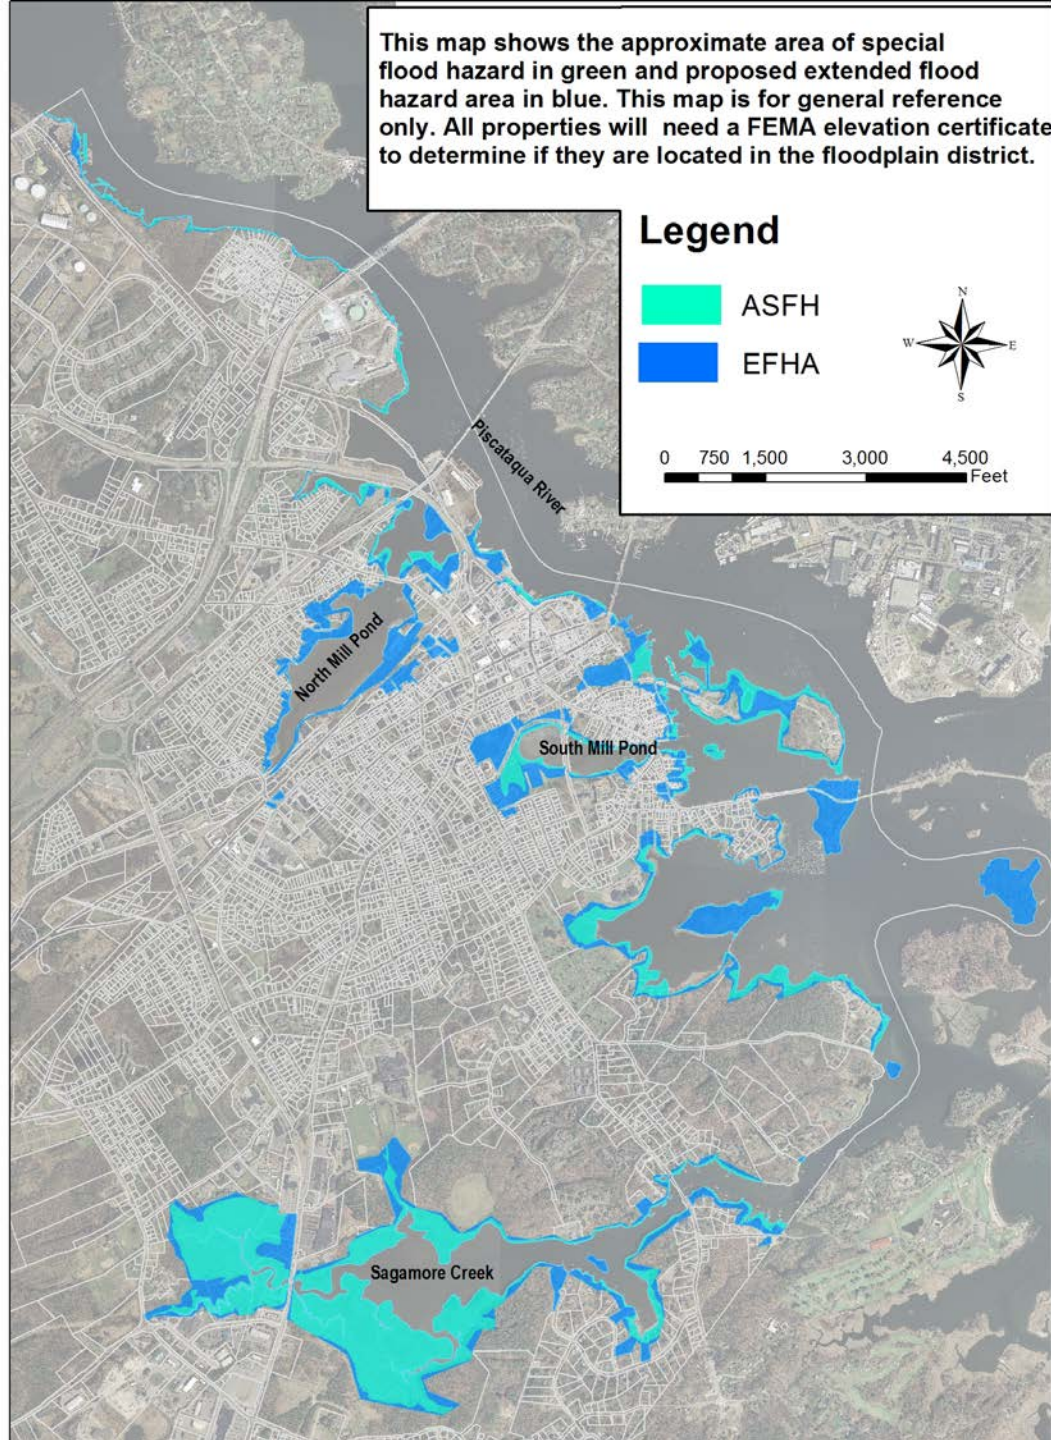 This map shows the approximate area of special
flood hazard in green and proposed extended flood
hazard area in blue. This map is for general reference
only. All properties will  need a FEMA elevation certificate
to determine if they are located in the floodplain district.
Legend
ASFH
EFHA
N
W E
S
0 750 1,500 3,000 4,500
Feet
Piscataqua River
North Mill Pond
South Mill Pond
Sagamore Creek